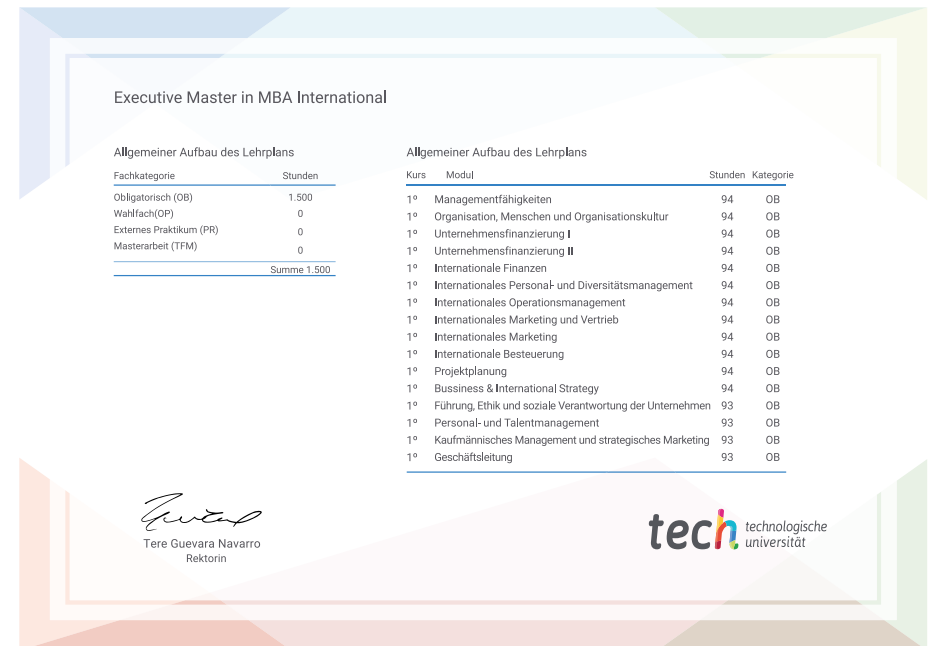 Executive Master in MBA International
Allgemeiner Aufbau des Lehrplans
Fachkategorie Stunden
Obligatorisch (OB) 1.500
Wahlfach(OP) 0
Externes Praktikum (PR) 0
Masterarbeit (TFM) 0
Summe 1.500
Allgemeiner Aufbau des Lehrplans
Kurs Modul Stunden Kategorie
1º Managementfähigkeiten 94 OB
1º Organisation, Menschen und Organisationskultur 94 OB
1º Unternehmensfinanzierung I 94 OB
1º Unternehmensfinanzierung II 94 OB
1º Internationale Finanzen 94 OB
1º Internationales Personal- und Diversitätsmanagement 94 OB
1º Internationales Operationsmanagement 94 OB
1º Internationales Marketing und Vertrieb 94 OB
1º Internationales Marketing 94 OB
1º Internationale Besteuerung 94 OB
1º Projektplanung 94 OB
1º Bussiness & International Strategy 94 OB
1º Führung, Ethik und soziale Verantwortung der Unternehmen 93 OB
1º Personal- und Talentmanagement 93 OB
1º Kaufmännisches Management und strategisches Marketing 93 OB
1º Geschäftsleitung 93 OB
Tere Guevara Navarro
Rektorin
tech technologische
universität